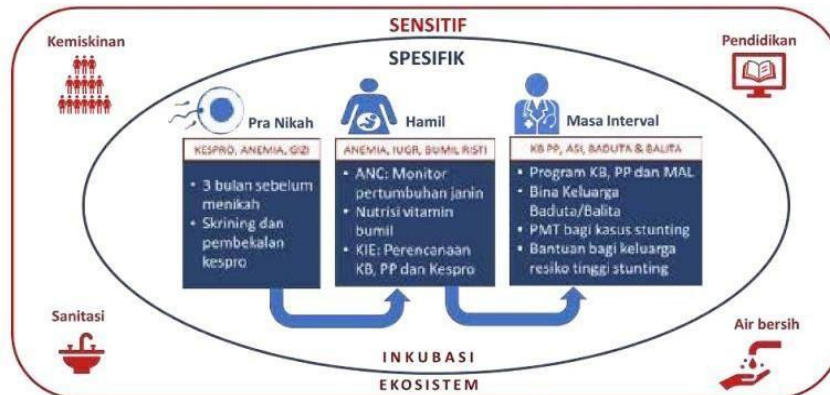 SENSITIF
Kemiskinan
Pendidikan
SPESIFIK
Pra Nikah
Hamil
Masa Interval
KESPRO, ANEMIA, GIZI
• 3 bulan sebelum
menikah
• Skrining dan
pembekalan
kespro
ANEMIA, IUGR, BUMIL RISTI
• ANC: Monitor
pertumbuhan janin
• Nutrisi vitamin
bumil
• KIE: Perencanaan
KB, PP dan Kespro
KB PP, ASI, BADUTA & BALITA
• Program KB, PP dan MAL
• Bina Keluarga
Baduta/Balita
• PMT bagi kasus stunting
• Bantuan bagi keluarga
resiko tinggi stunting
Sanitasi
Air bersih
INKUBASI
EKOSISTEM